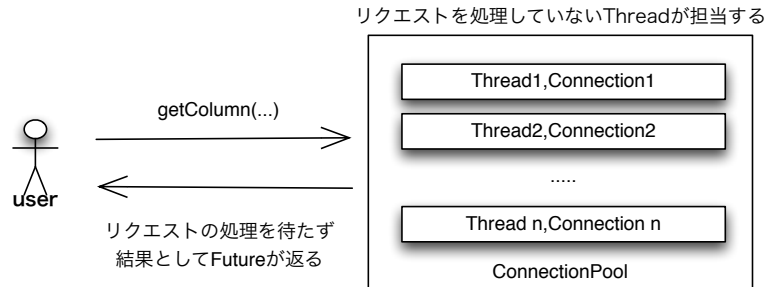 リクエストを処理していないThreadが担当する
Thread1,Connection1
getColumn(...)
Thread2,Connection2
.....
user
リクエストの処理を待たず
結果としてFutureが返る
Thread n,Connection n
ConnectionPool